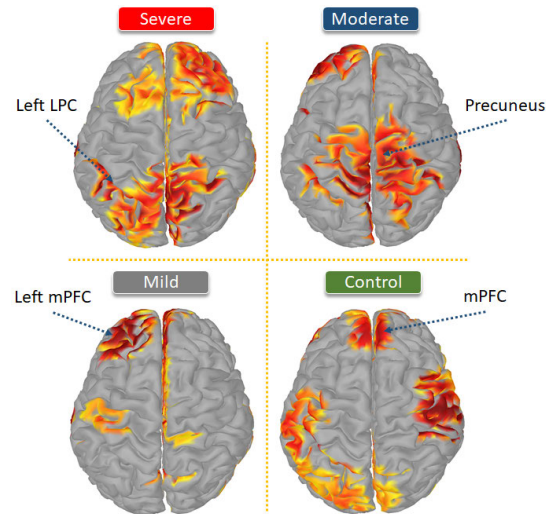 Severe
Moderate
Left LPC
Precuneus
Mild
Control
Left mPFC
mPFC